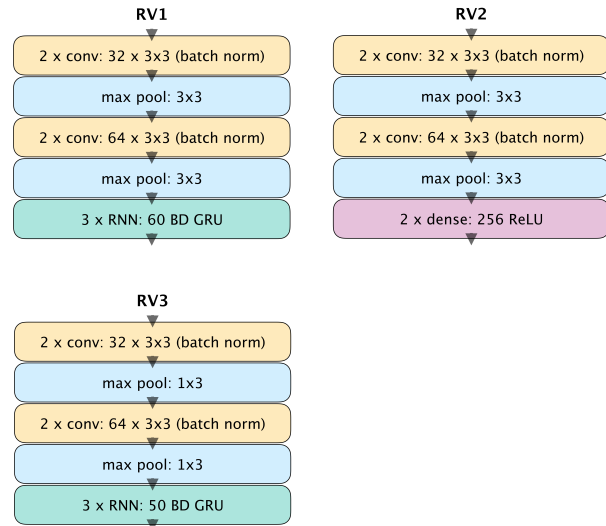 RV1
2 x conv: 32 x 3x3 (batch norm)
max pool: 3x3
2 x conv: 64 x 3x3 (batch norm)
max pool: 3x3
3 x RNN: 60 BD GRU
RV2
2 x conv: 32 x 3x3 (batch norm)
max pool: 3x3
2 x conv: 64 x 3x3 (batch norm)
max pool: 3x3
2 x dense: 256 ReLU
RV3
2 x conv: 32 x 3x3 (batch norm)
max pool: 1x3
2 x conv: 64 x 3x3 (batch norm)
max pool: 1x3
3 x RNN: 50 BD GRU